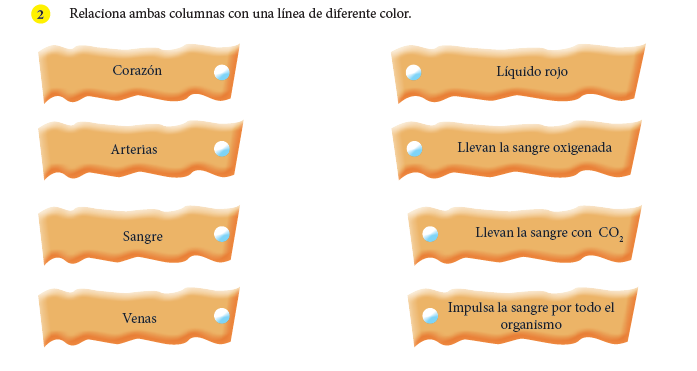 2 Relaciona ambas columnas con una línea de diferente color.
Corazón
Líquido rojo
Arterias
Llevan la sangre oxigenada
Sangre
Llevan la sangre con CO₂
Venas
Impulsa la sangre por todo el
organismo